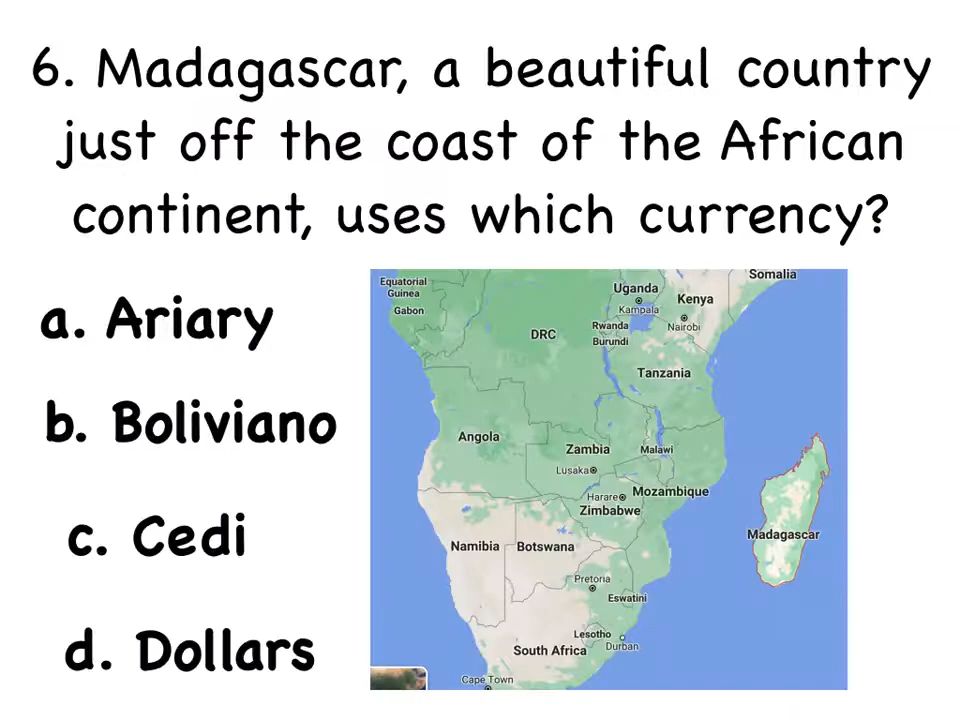 6. Madagascar, a beautiful country
just off the coast of the African
continent, uses which currency?
a. Ariary
b. Boliviano
c. Cedi
d. Dollars
Somalia
Equatorial
Guinea
Uganda
Kenya
Gabon
Kampala
Rwanda
Nairobi
DRC
Burundi
Tanzania
Angola
Zambia
Malawi
Lusaka
Mozambique
Harare
Zimbabwe
Madagascar
Namibia
Botswana
Pretoria
Eswatini
Lesotho
Durban
South Africa
Cape Town